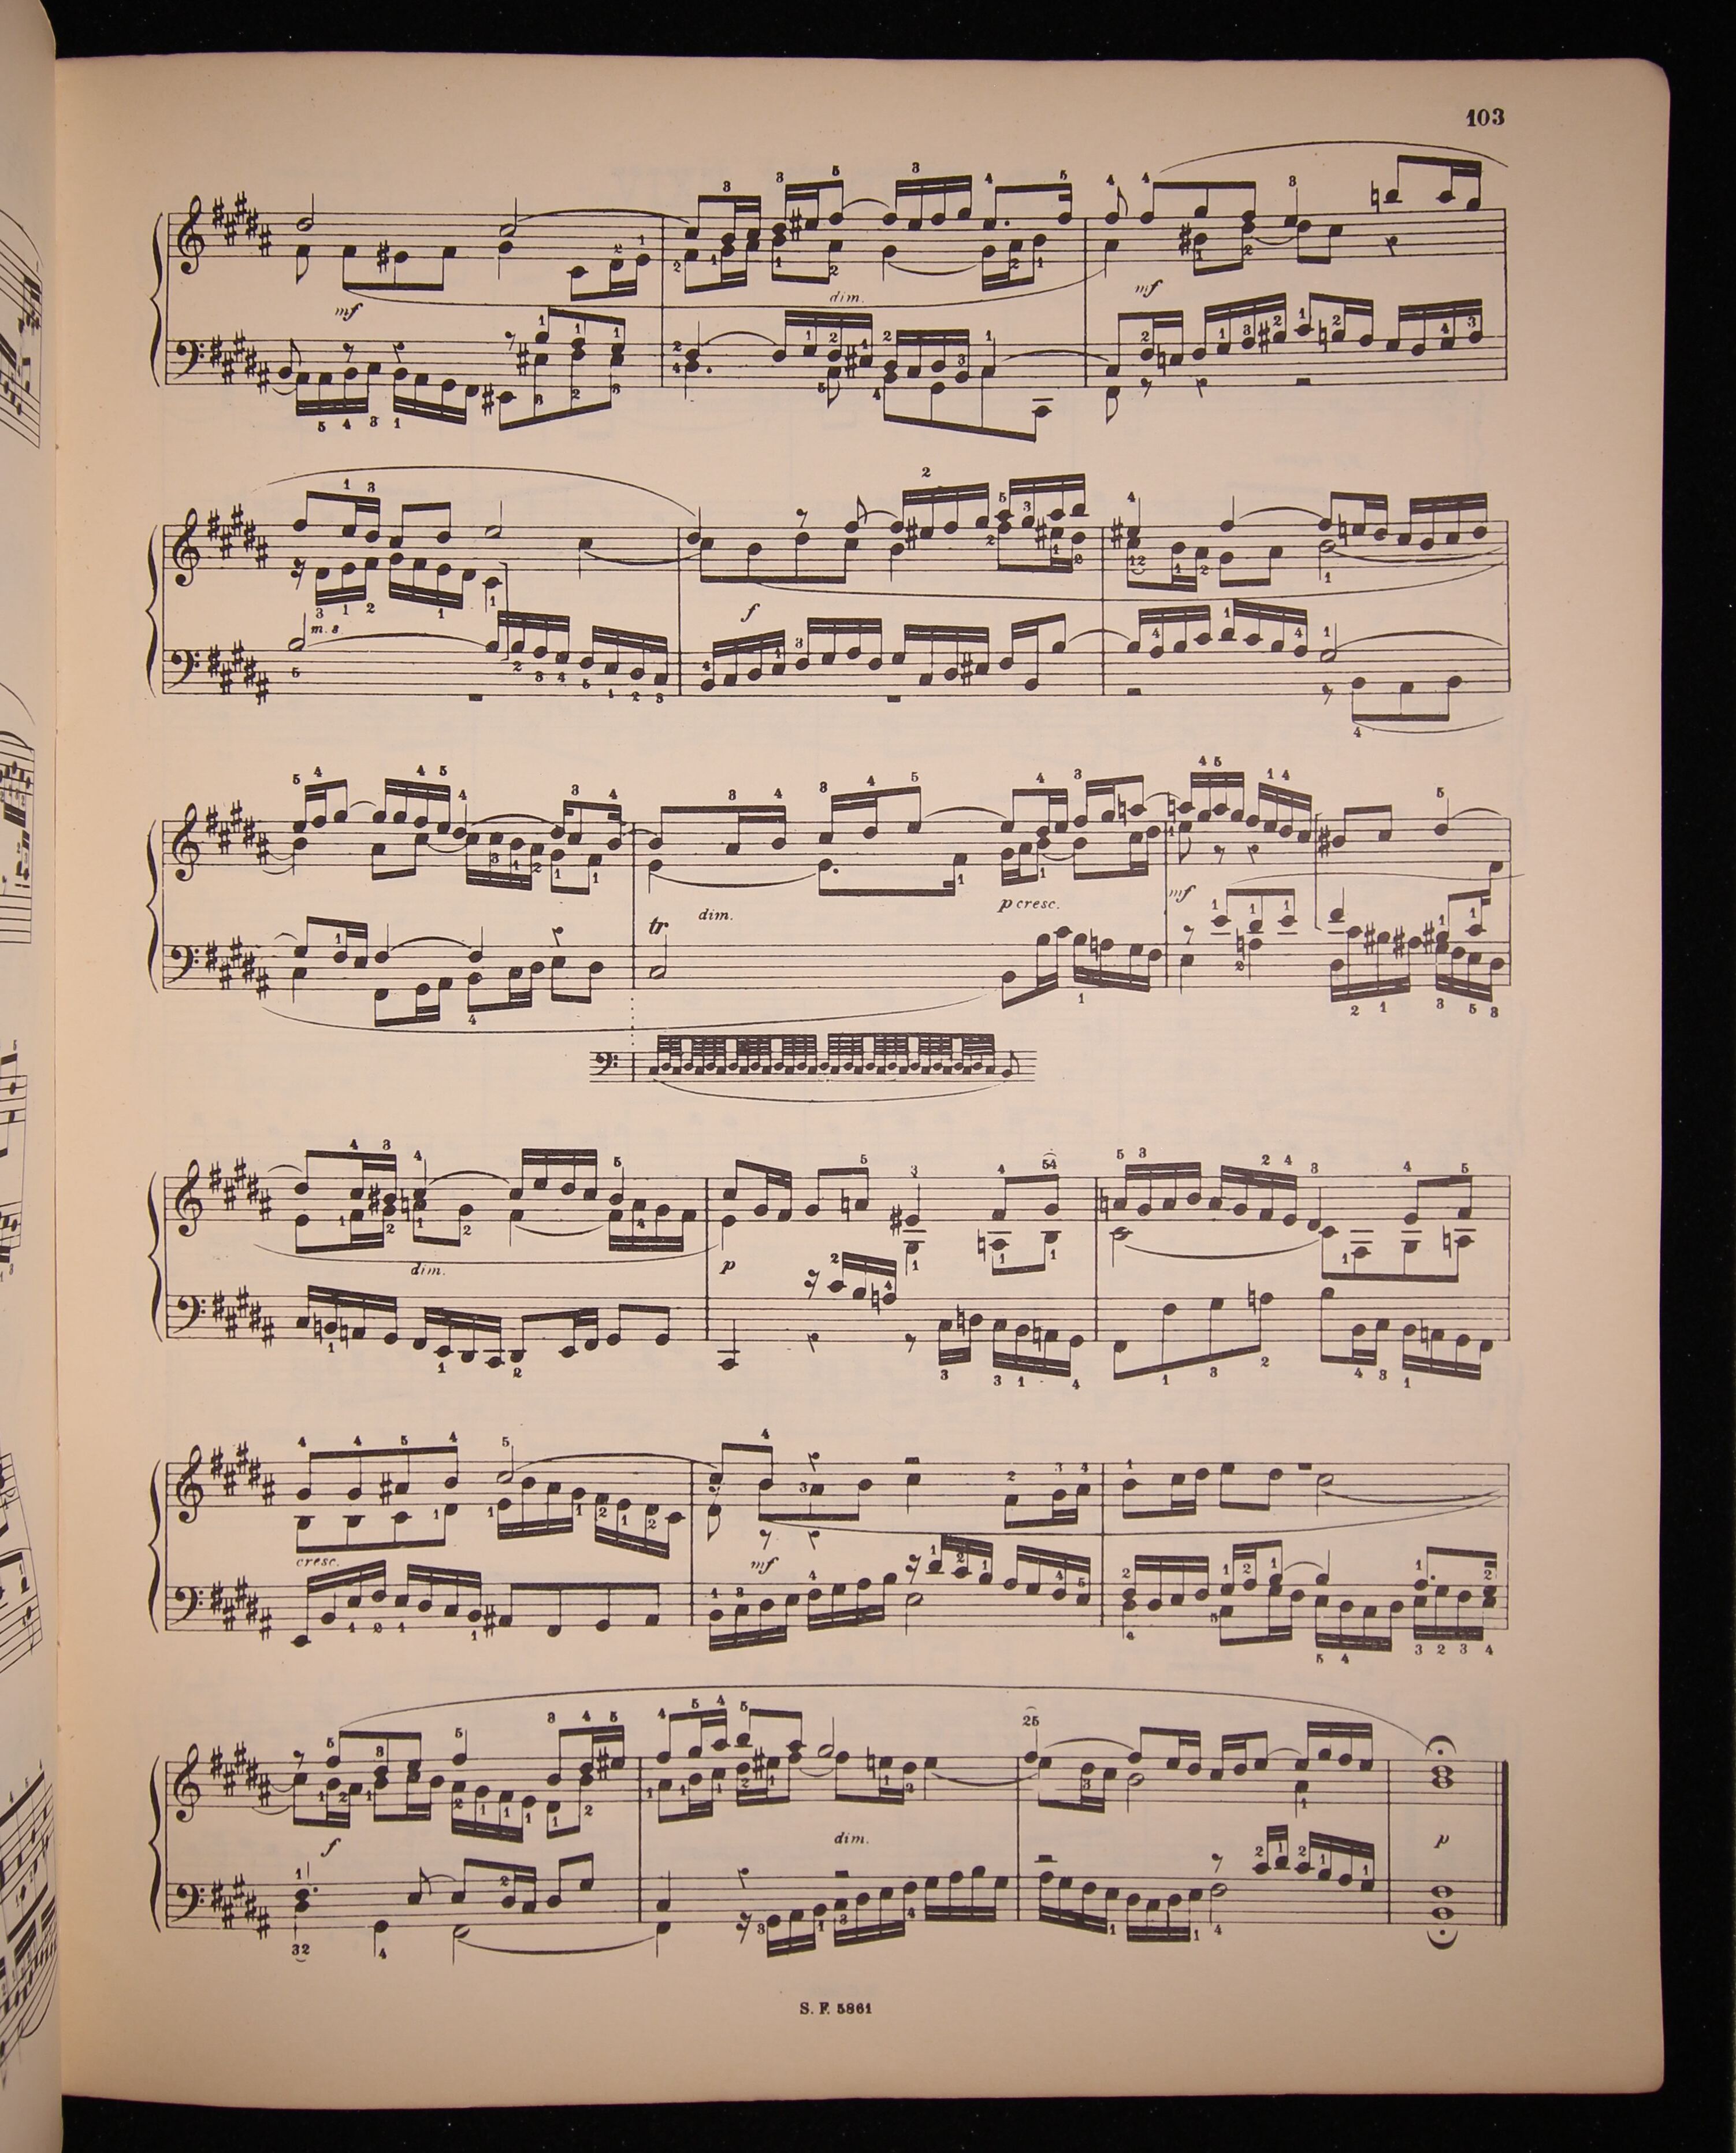 103
mf
dim.
mf
m. s.
f
tr
dim.
p cresc.
mf
dim.
p
cresc.
mf
f
dim.
p
S. F. 5861